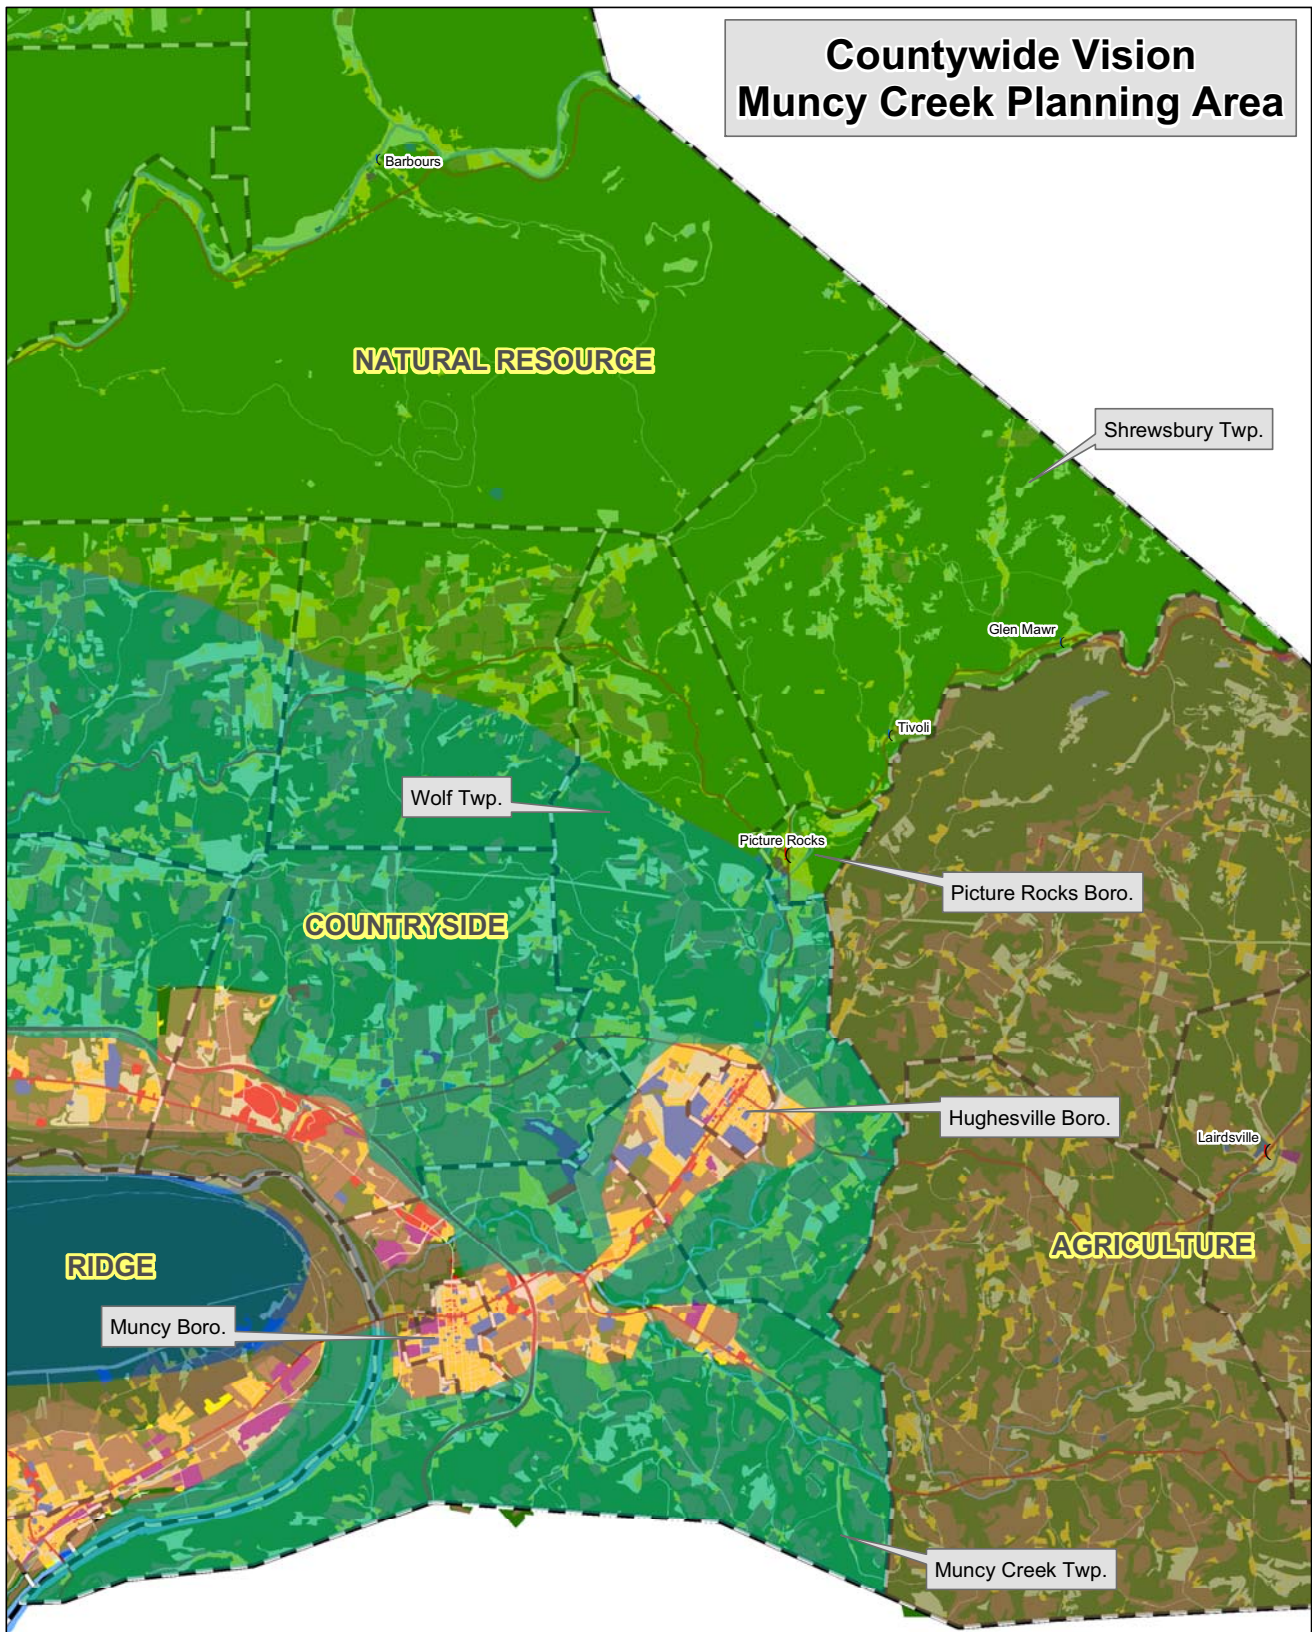 Countywide Vision
Muncy Creek Planning Area
Barbours
NATURAL RESOURCE
Shrewsbury Twp.
Glen Mawr
Tivoli
Wolf Twp.
Picture Rocks
Picture Rocks Boro.
COUNTRYSIDE
Hughesville Boro.
Lairdsville
AGRICULTURE
RIDGE
Muncy Boro.
Muncy Creek Twp.